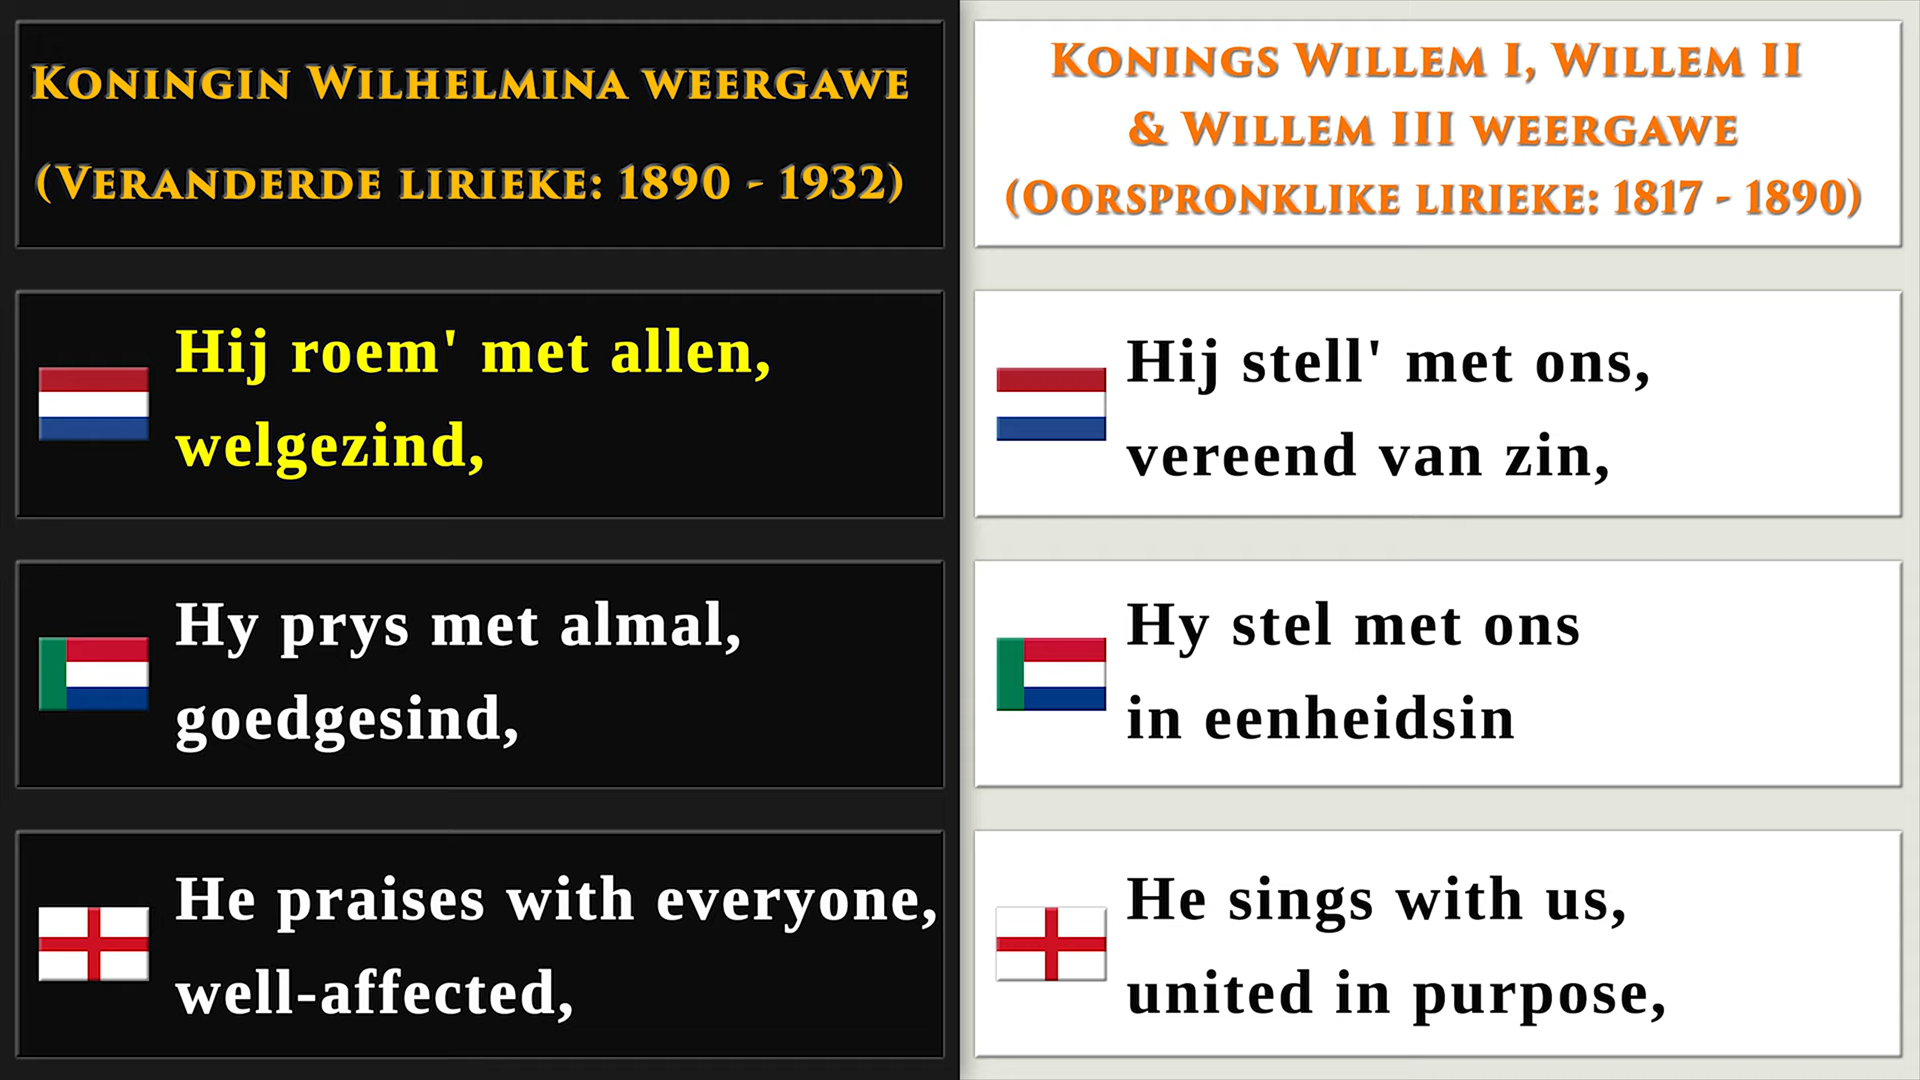 Koningin Wilhelmina weergawe
(Veranderde lirieke: 1890 - 1932)
Hij roem' met allen,
welgezind,
Hy prys met almal,
goedgesind,
He praises with everyone,
well-affected,
Konings Willem I, Willem II
& Willem III weergawe
(Oorspronklike lirieke: 1817 - 1890)
Hij stell' met ons,
vereend van zin,
Hy stel met ons
in eenheidsin
He sings with us,
united in purpose,